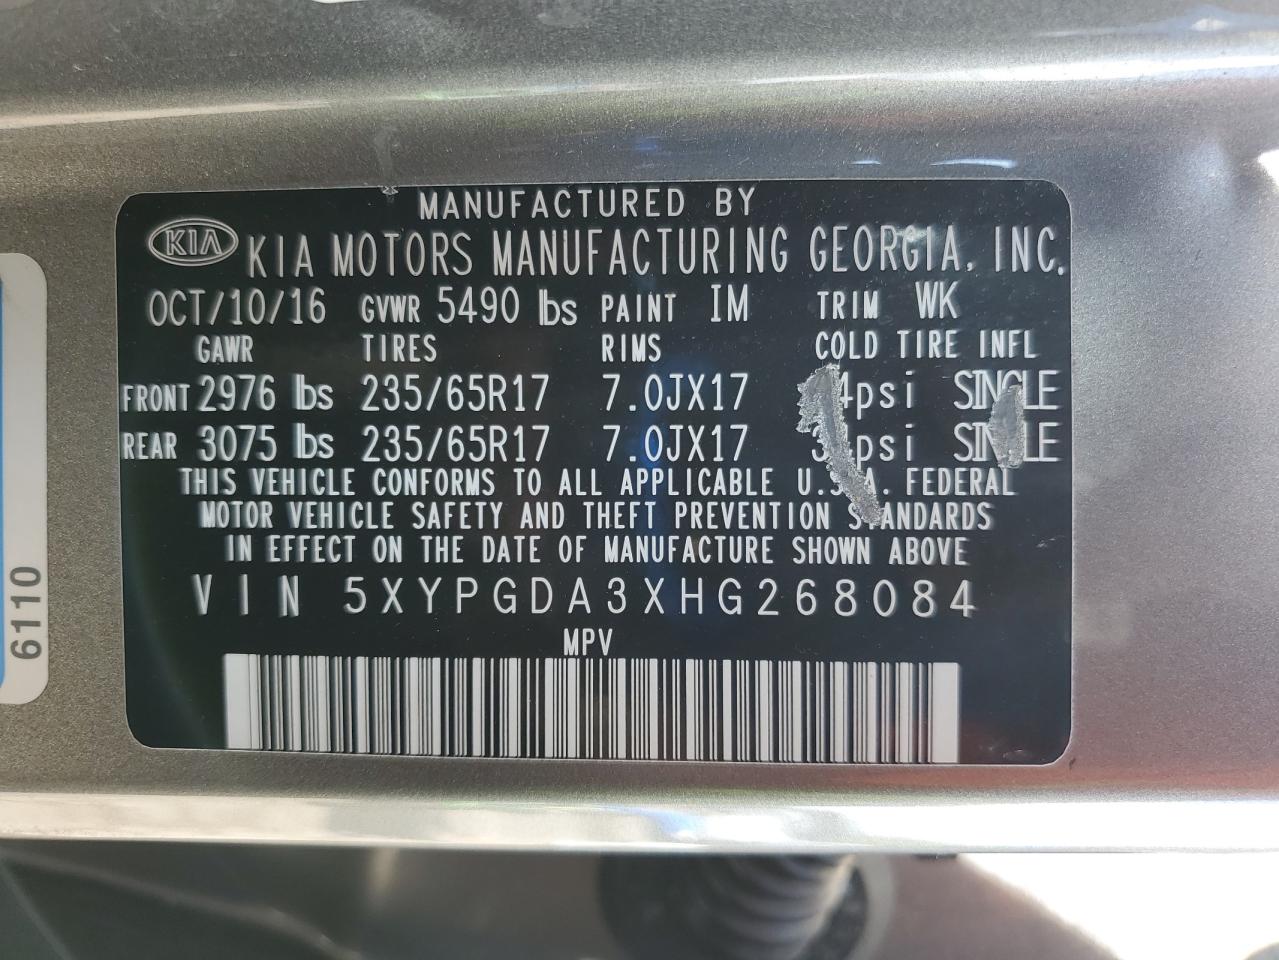 MANUFACTURED BY
KIA KIA MOTORS MANUFACTURING GEORGIA, INC.
OCT/10/16 GVWR 5490 lbs PAINT IM TRIM WK
GAWR TIRES RIMS COLD TIRE INFL
FRONT 2976 lbs 235/65R17 7.0JX17 4psi SINGLE
REAR 3075 lbs 235/65R17 7.0JX17 psi SINGLE
THIS VEHICLE CONFORMS TO ALL APPLICABLE U.S.A. FEDERAL
MOTOR VEHICLE SAFETY AND THEFT PREVENTION STANDARDS
IN EFFECT ON THE DATE OF MANUFACTURE SHOWN ABOVE
VIN 5XYPGDA3XHG268084
MPV
6110